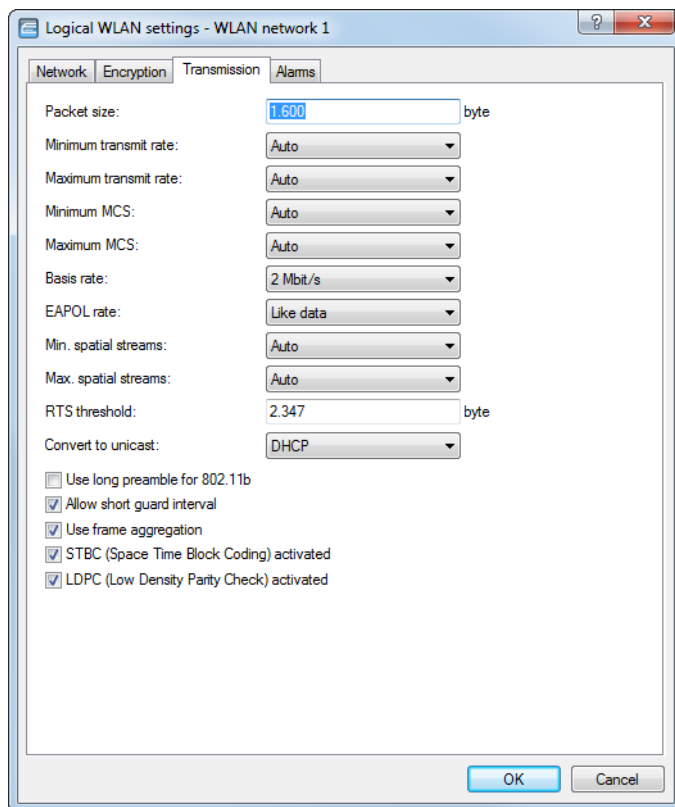 Logical WLAN settings - WLAN network 1
Network Encryption Transmission Alarms
Packet size: 1.600 byte
Minimum transmit rate: Auto
Maximum transmit rate: Auto
Minimum MCS: Auto
Maximum MCS: Auto
Basis rate: 2 Mbit/s
EAPOL rate: Like data
Min. spatial streams: Auto
Max. spatial streams: Auto
RTS threshold: 2.347 byte
Convert to unicast: DHCP
Use long preamble for 802.11b
Allow short guard interval
Use frame aggregation
STBC (Space Time Block Coding) activated
LDPC (Low Density Parity Check) activated
OK Cancel